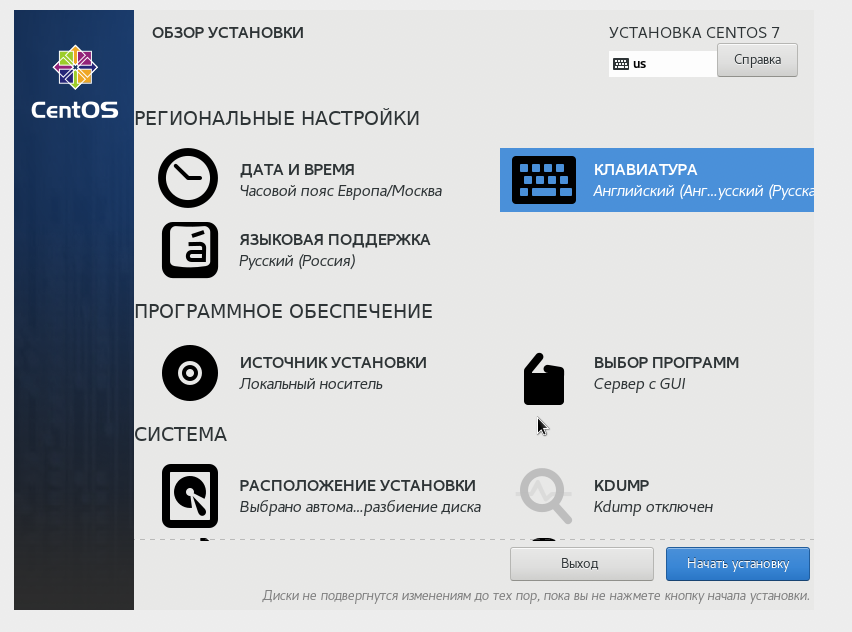 ОБЗОР УСТАНОВКИ
УСТАНОВКА CENTOS 7
us
Справка
CentOS
РЕГИОНАЛЬНЫЕ НАСТРОЙКИ
ДАТА И ВРЕМЯ
Часовой пояс Европа/Москва
КЛАВИАТУРА
Английский (Анг...усский (Русска
ЯЗЫКОВАЯ ПОДДЕРЖКА
Русский (Россия)
ПРОГРАММНОЕ ОБЕСПЕЧЕНИЕ
ИСТОЧНИК УСТАНОВКИ
Локальный носитель
ВЫБОР ПРОГРАММ
Сервер с GUI
СИСТЕМА
РАСПОЛОЖЕНИЕ УСТАНОВКИ
Выбрано автома...разбиение диска
KDUMP
Kdump отключен
Выход
Начать установку
Диски не подвергнутся изменениям до тех пор, пока вы не нажмете кнопку начала установки.